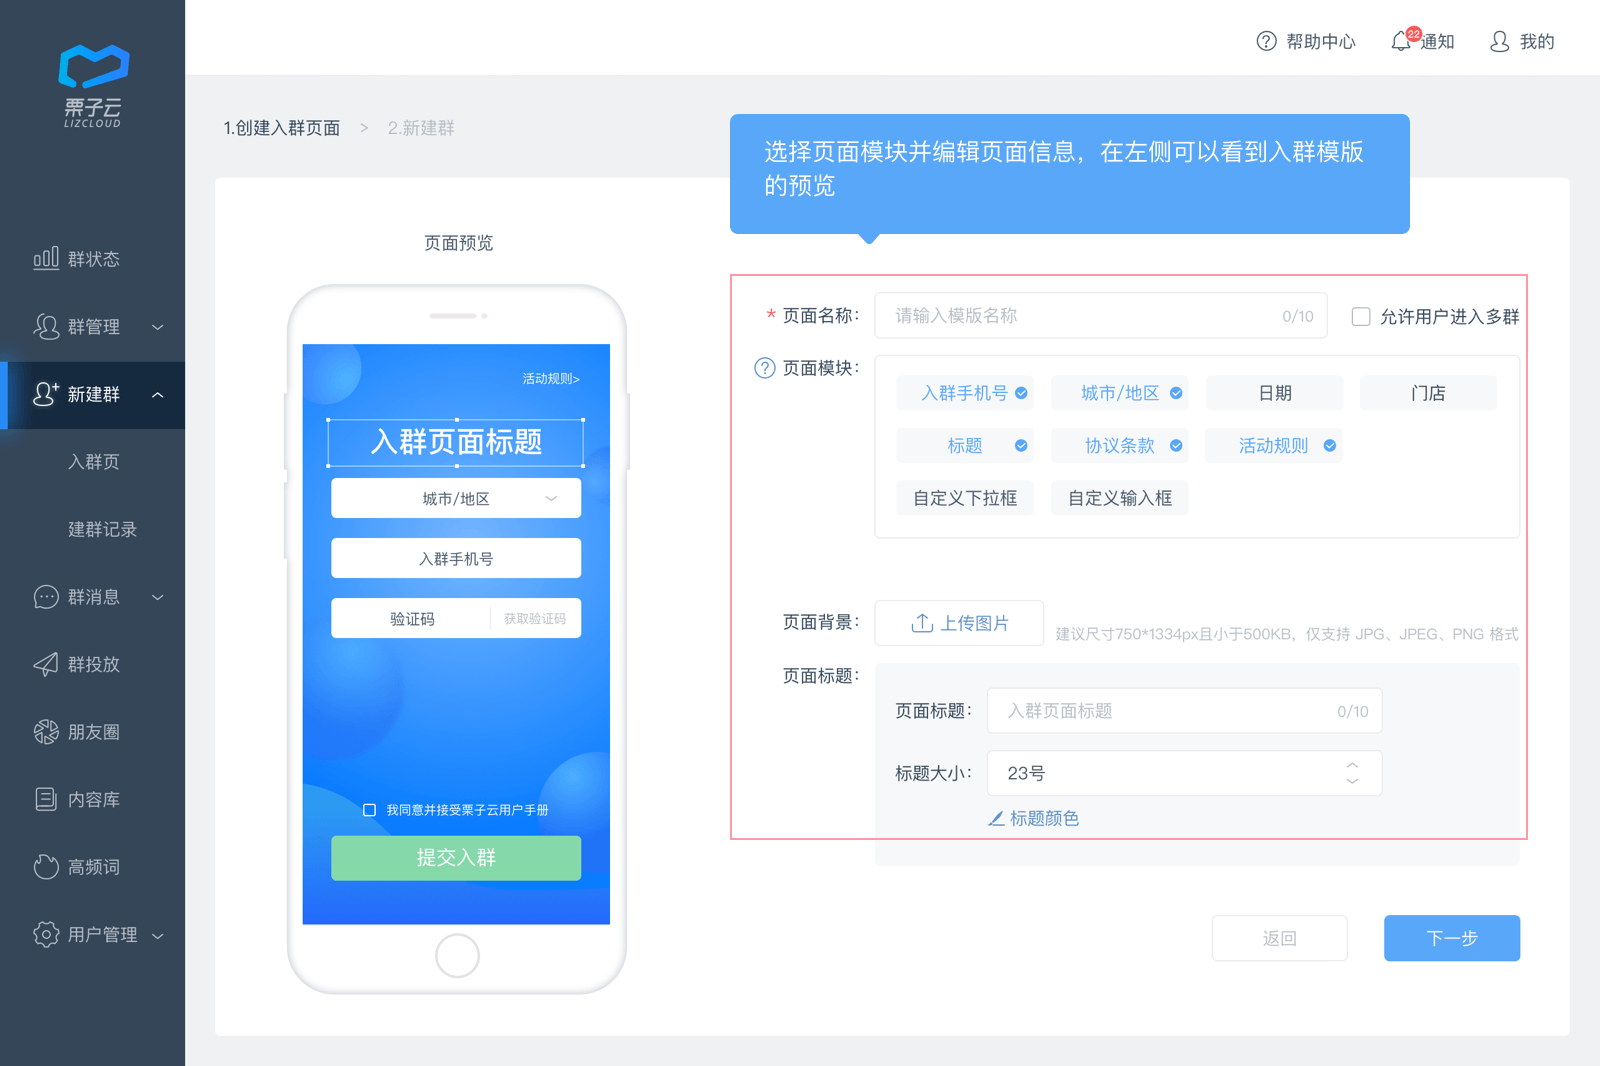 帮助中心
22
通知
我的
栗子云
LIZCLOUD
1.创建入群页面 > 2.新建群
选择页面模块并编辑页面信息，在左侧可以看到入群模版
的预览
群状态
群管理
新建群
入群页
建群记录
群消息
群投放
朋友圈
内容库
高频词
用户管理
页面预览
活动规则>
入群页面标题
城市/地区
入群手机号
验证码 获取验证码
我同意并接受栗子云用户手册
提交入群
* 页面名称： 请输入模版名称 0/10 允许用户进入多群
? 页面模块：
入群手机号 城市/地区 日期 门店
标题 协议条款 活动规则
自定义下拉框 自定义输入框
页面背景： 上传图片 建议尺寸750*1334px且小于500KB，仅支持 JPG、JPEG、PNG 格式
页面标题：
页面标题： 入群页面标题 0/10
标题大小： 23号
标题颜色
返回 下一步